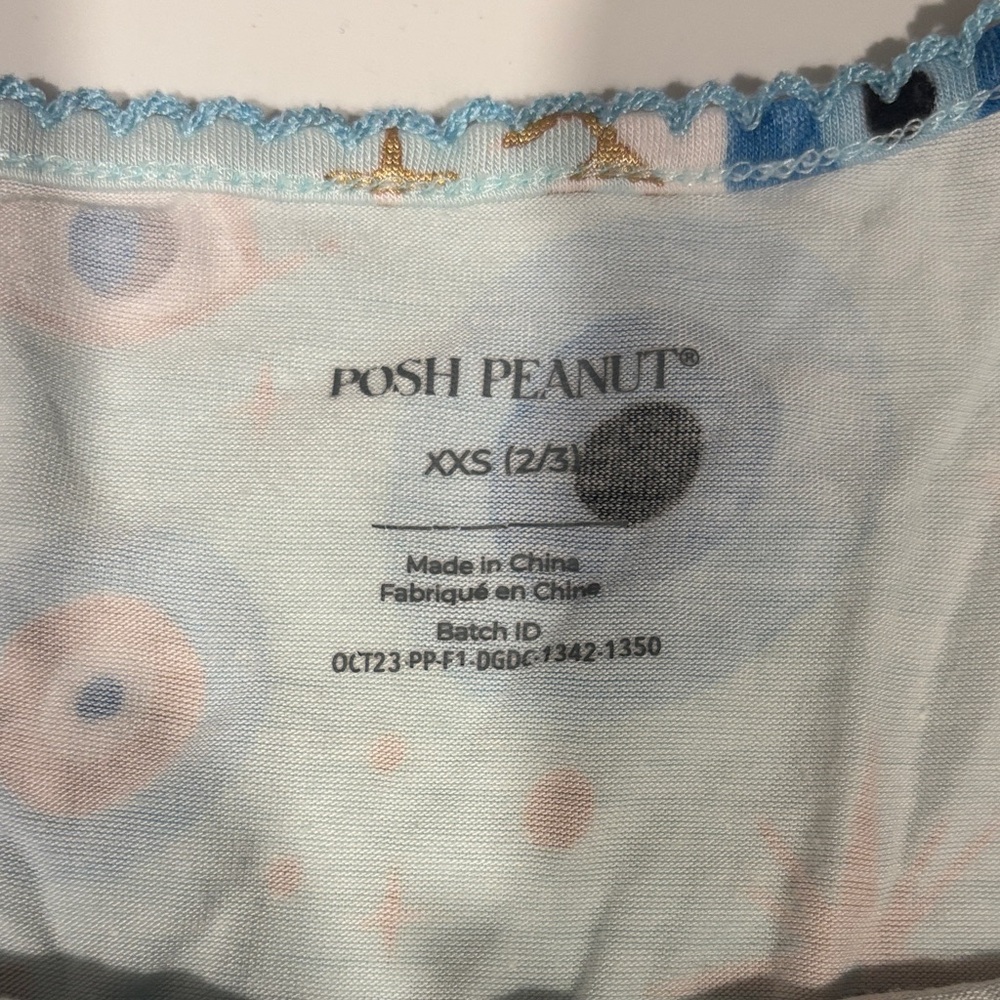 POSH PEANUT®
XXS (2/3)
Made in China
Fabriqué en Chine
Batch ID
OCT23-PP-F1-DGDC-1342-1350